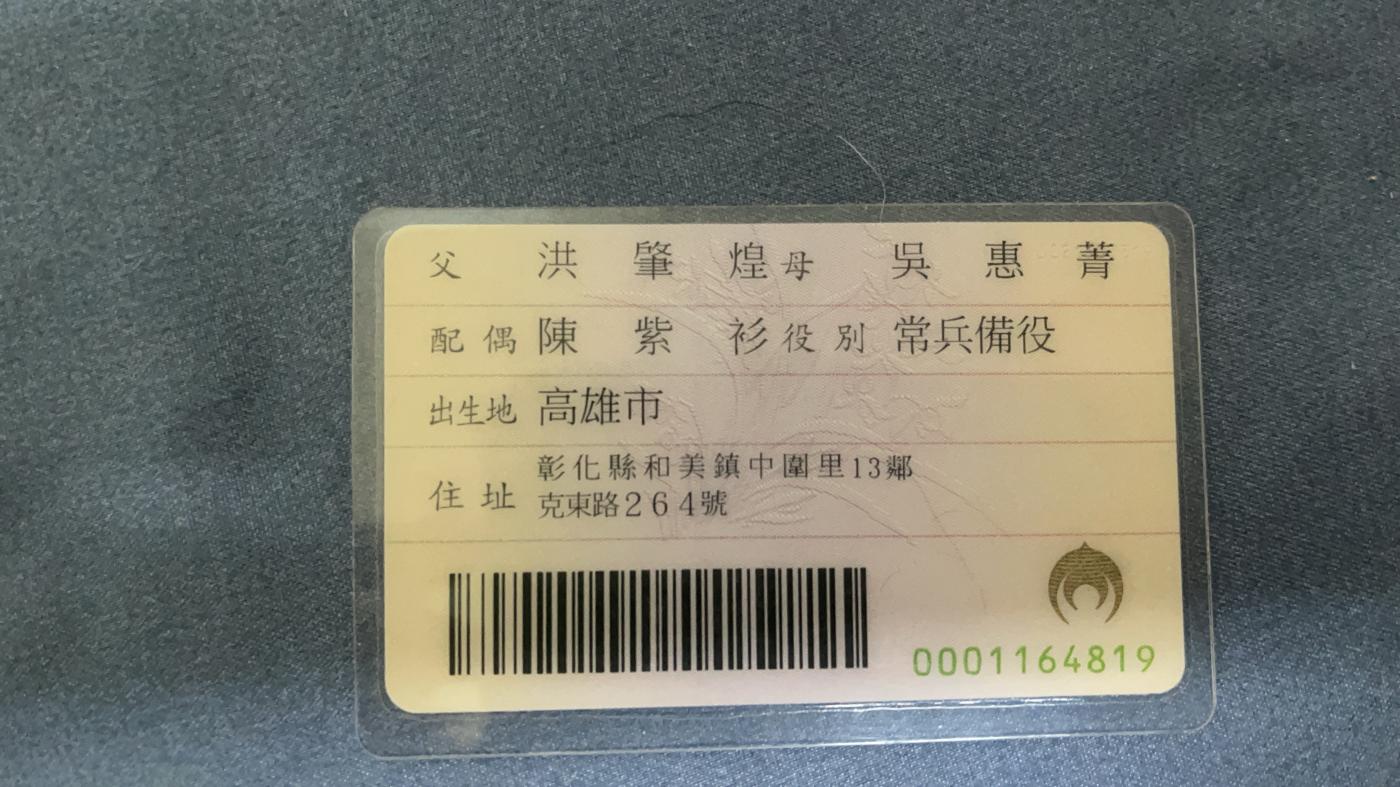 父 洪肇煌 母 吳惠菁
配偶 陳紫衫 役別 常兵備役
出生地 高雄市
住址 彰化縣和美鎮中圍里13鄰
克東路264號
0001164819